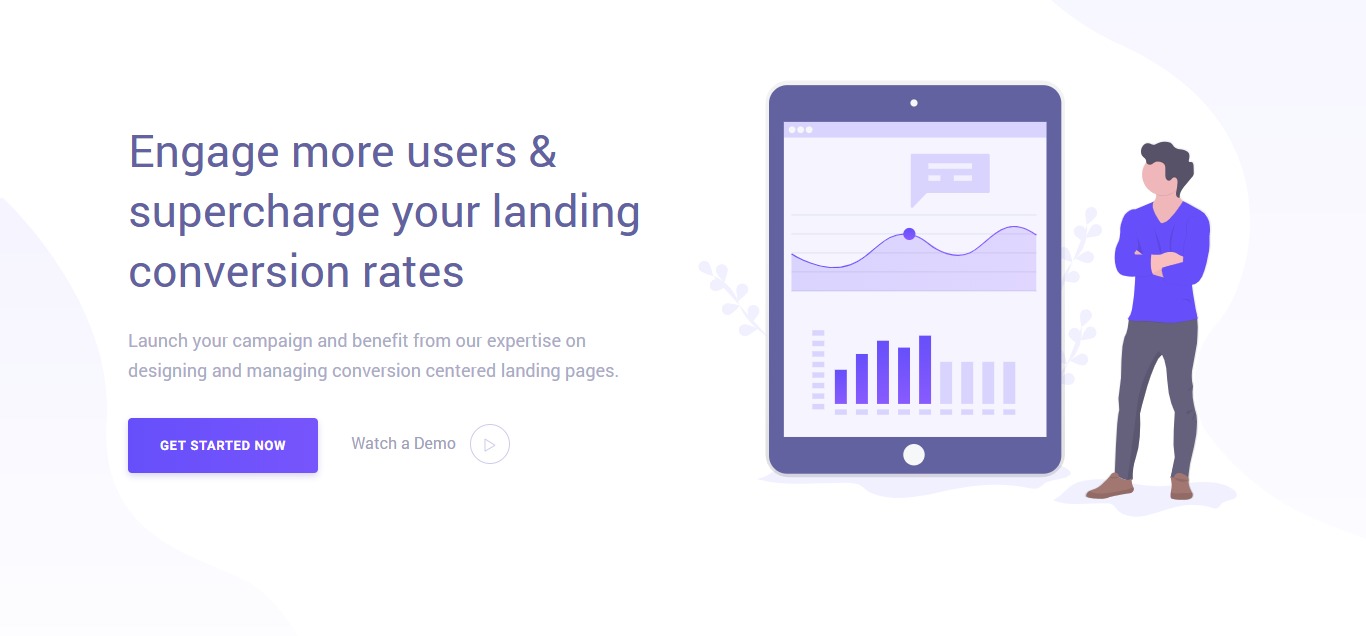 Engage more users &
supercharge your landing
conversion rates
Launch your campaign and benefit from our expertise on
designing and managing conversion centered landing pages.
GET STARTED NOW
Watch a Demo